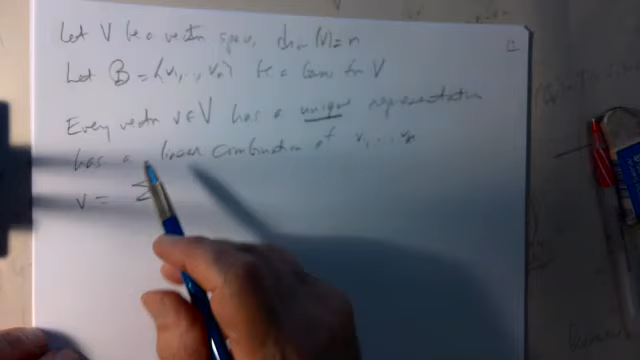 Let V be a vector space, dim(V)=n
Let B = {v₁,..,vₙ} be a basis for V
Every vector v ∈ V has a unique representation
has a linear combination of v₁,..,vₙ
v = Σ